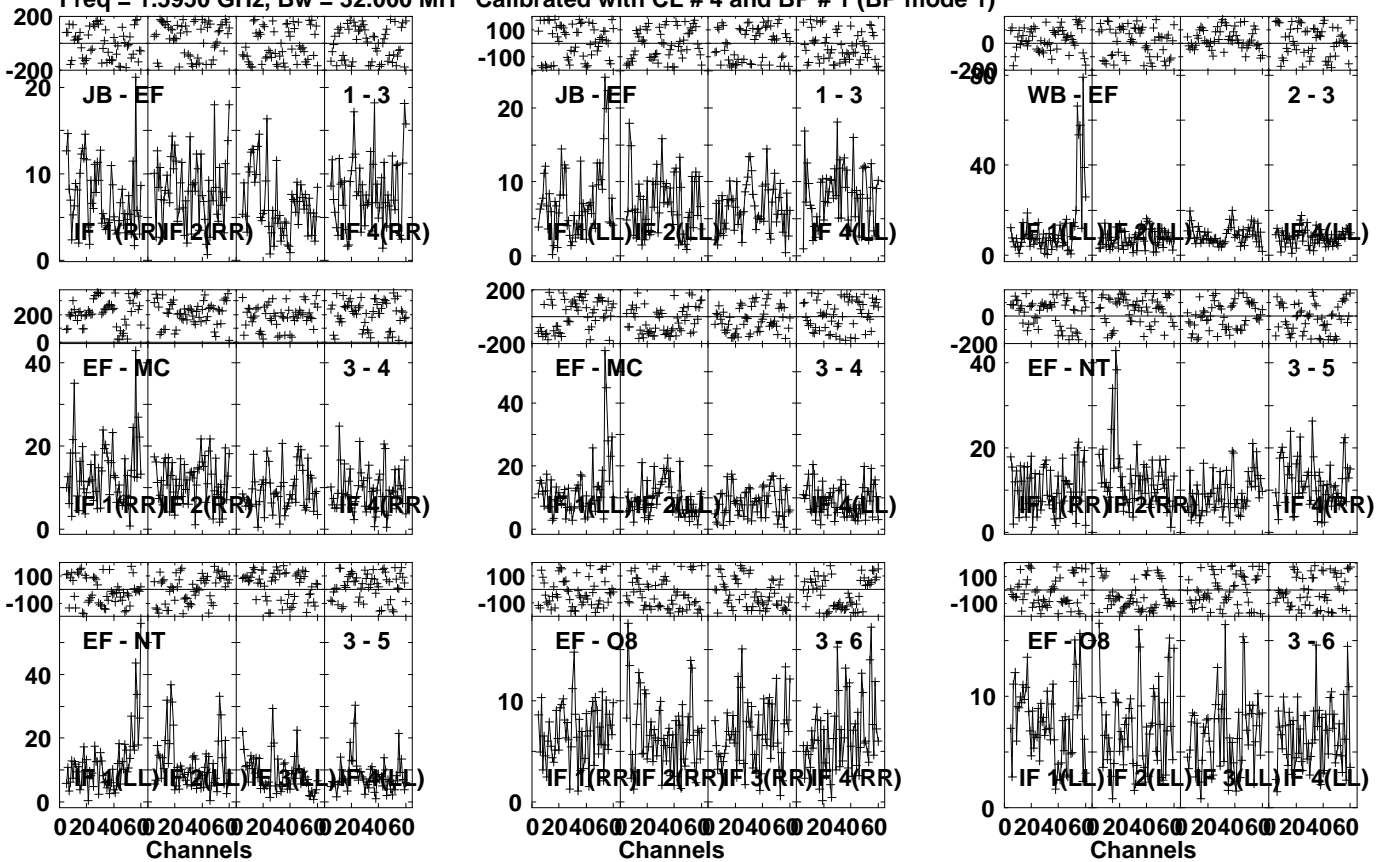 Freq = 1.5950 GHz, Bw = 32.000 MH Calibrated with CL # 4 and BP # 1 (BP mode 1)
200
-200
20
10
0
JB - EF 1 - 3
IF 1(RR) IF 2(RR) IF 4(RR)
100
-100
20
10
0
JB - EF 1 - 3
IF 1(LL) IF 2(LL) IF 4(LL)
0
-200
80
40
0
WB - EF 2 - 3
IF 1(LL) IF 2(LL) IF 4(LL)
200
0
40
20
0
EF - MC 3 - 4
IF 1(RR) IF 2(RR) IF 4(RR)
200
-200
40
20
0
EF - MC 3 - 4
IF 1(LL) IF 2(LL) IF 4(LL)
0
-200
40
20
0
EF - NT 3 - 5
IF 1(RR) IF 2(RR) IF 4(RR)
100
-100
40
20
0
EF - NT 3 - 5
IF 1(LL) IF 2(LL) IF 3(LL) IF 4(LL)
0 20 40 60 0 20 40 60 0 20 40 60 0 20 40 60
Channels
100
-100
10
0
EF - O8 3 - 6
IF 1(RR) IF 2(RR) IF 3(RR) IF 4(RR)
0 20 40 60 0 20 40 60 0 20 40 60 0 20 40 60
Channels
100
-100
10
0
EF - O8 3 - 6
IF 1(LL) IF 2(LL) IF 3(LL) IF 4(LL)
0 20 40 60 0 20 40 60 0 20 40 60 0 20 40 60
Channels